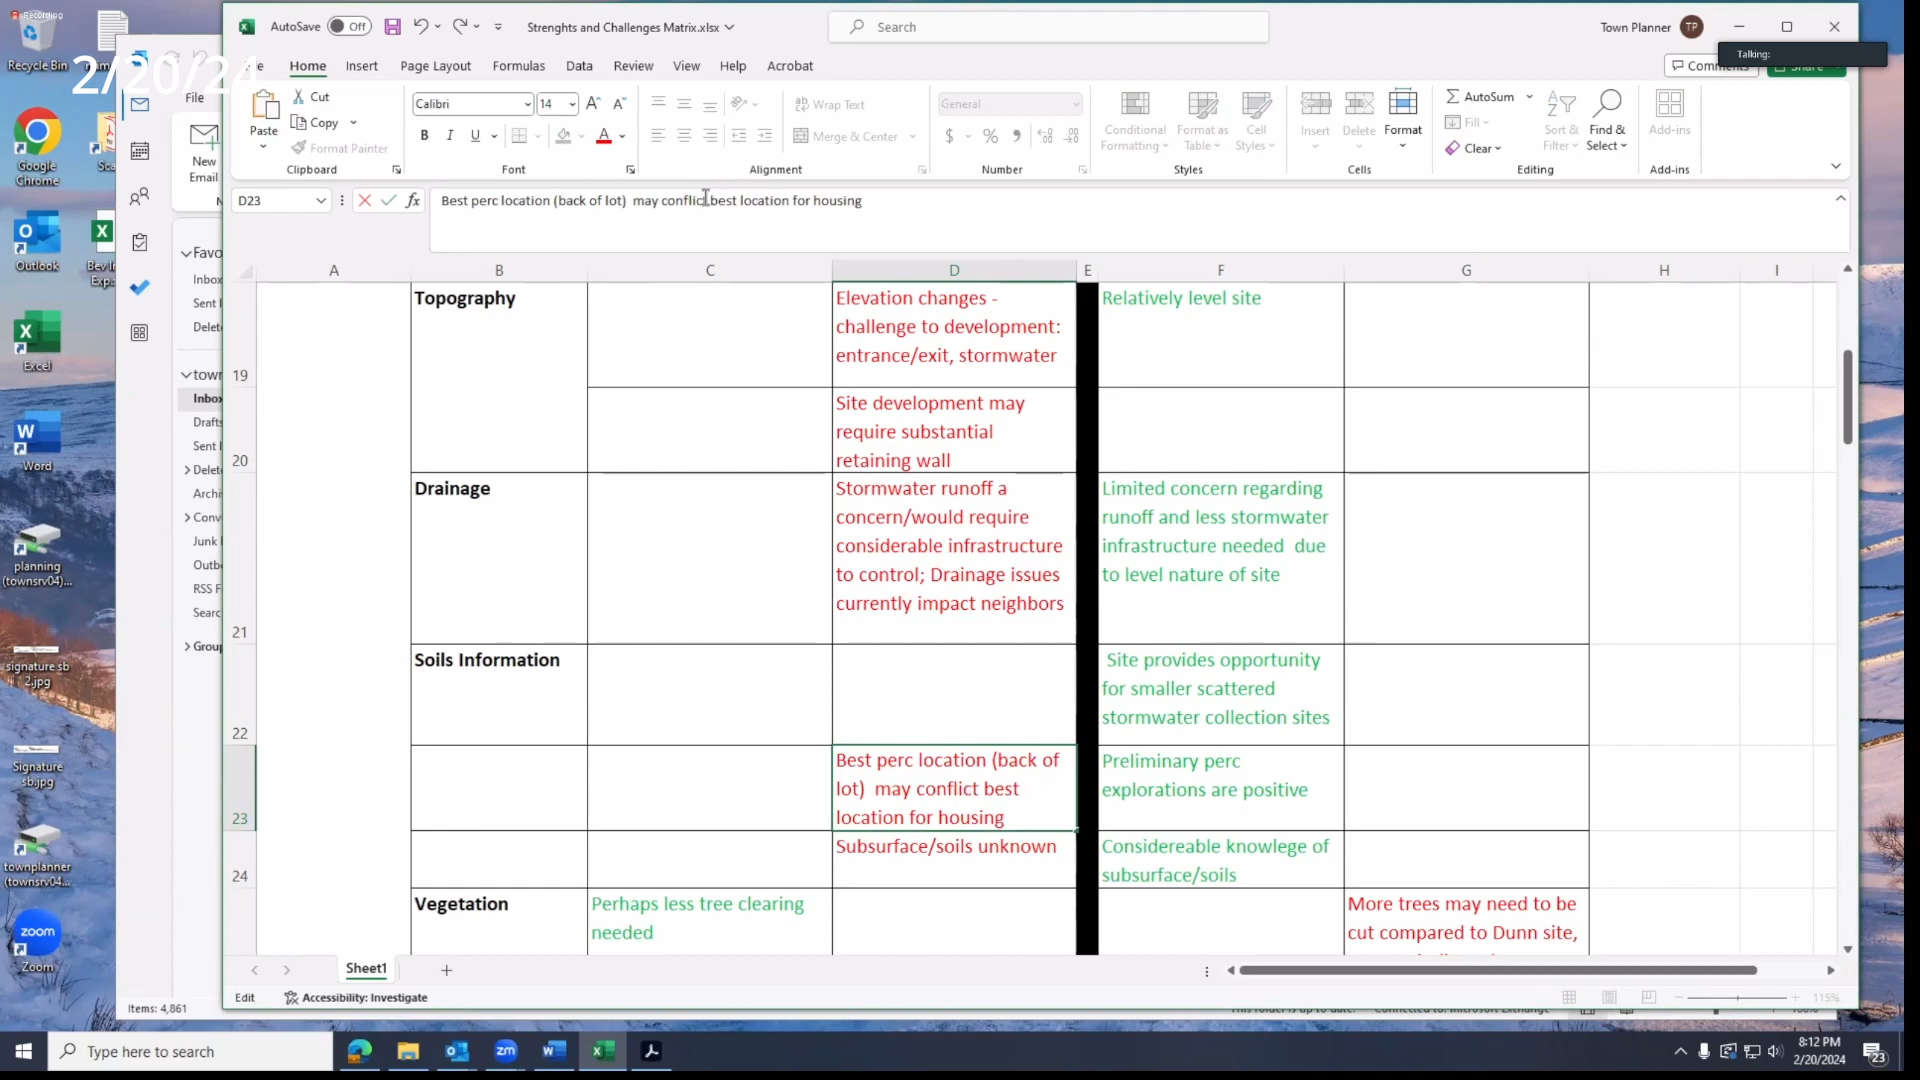 Recording
2/20/24
AutoSave Off
Strenghts and Challenges Matrix.xlsx
Search
Town Planner TP
Talking:
Home Insert Page Layout Formulas Data Review View Help Acrobat
Comments Share
File
New
Email
Paste
Cut
Copy
Format Painter
Clipboard
Calibri 14
B I U
Font
Wrap Text
Merge & Center
Alignment
General
$ %
Number
Conditional
Formatting
Format as
Table
Cell
Styles
Styles
Insert Delete Format
Cells
AutoSum
Fill
Clear
Sort &
Filter
Find &
Select
Editing
Add-ins
Add-ins
D23
fx
Best perc location (back of lot)  may conflict best location for housing
A B C D E F G H I
19
Topography
Elevation changes -
challenge to development:
entrance/exit, stormwater
Relatively level site
20
Site development may
require substantial
retaining wall
21
Drainage
Stormwater runoff a
concern/would require
considerable infrastructure
to control; Drainage issues
currently impact neighbors
Limited concern regarding
runoff and less stormwater
infrastructure needed  due
to level nature of site
22
Soils Information
Site provides opportunity
for smaller scattered
stormwater collection sites
23
Best perc location (back of
lot)  may conflict best
location for housing
Preliminary perc
explorations are positive
24
Subsurface/soils unknown
Considereable knowlege of
subsurface/soils
Vegetation
Perhaps less tree clearing
needed
More trees may need to be
cut compared to Dunn site,
Sheet1
Edit
Accessibility: Investigate
115%
Items: 4,861
Recycle Bin
Google
Chrome
Outlook
Excel
Word
planning
(townsrv04)...
signature sb
2.jpg
Signature
sb.jpg
townplanner
(townsrv04...
Zoom
zoom
Type here to search
zm
8:12 PM
2/20/2024
23